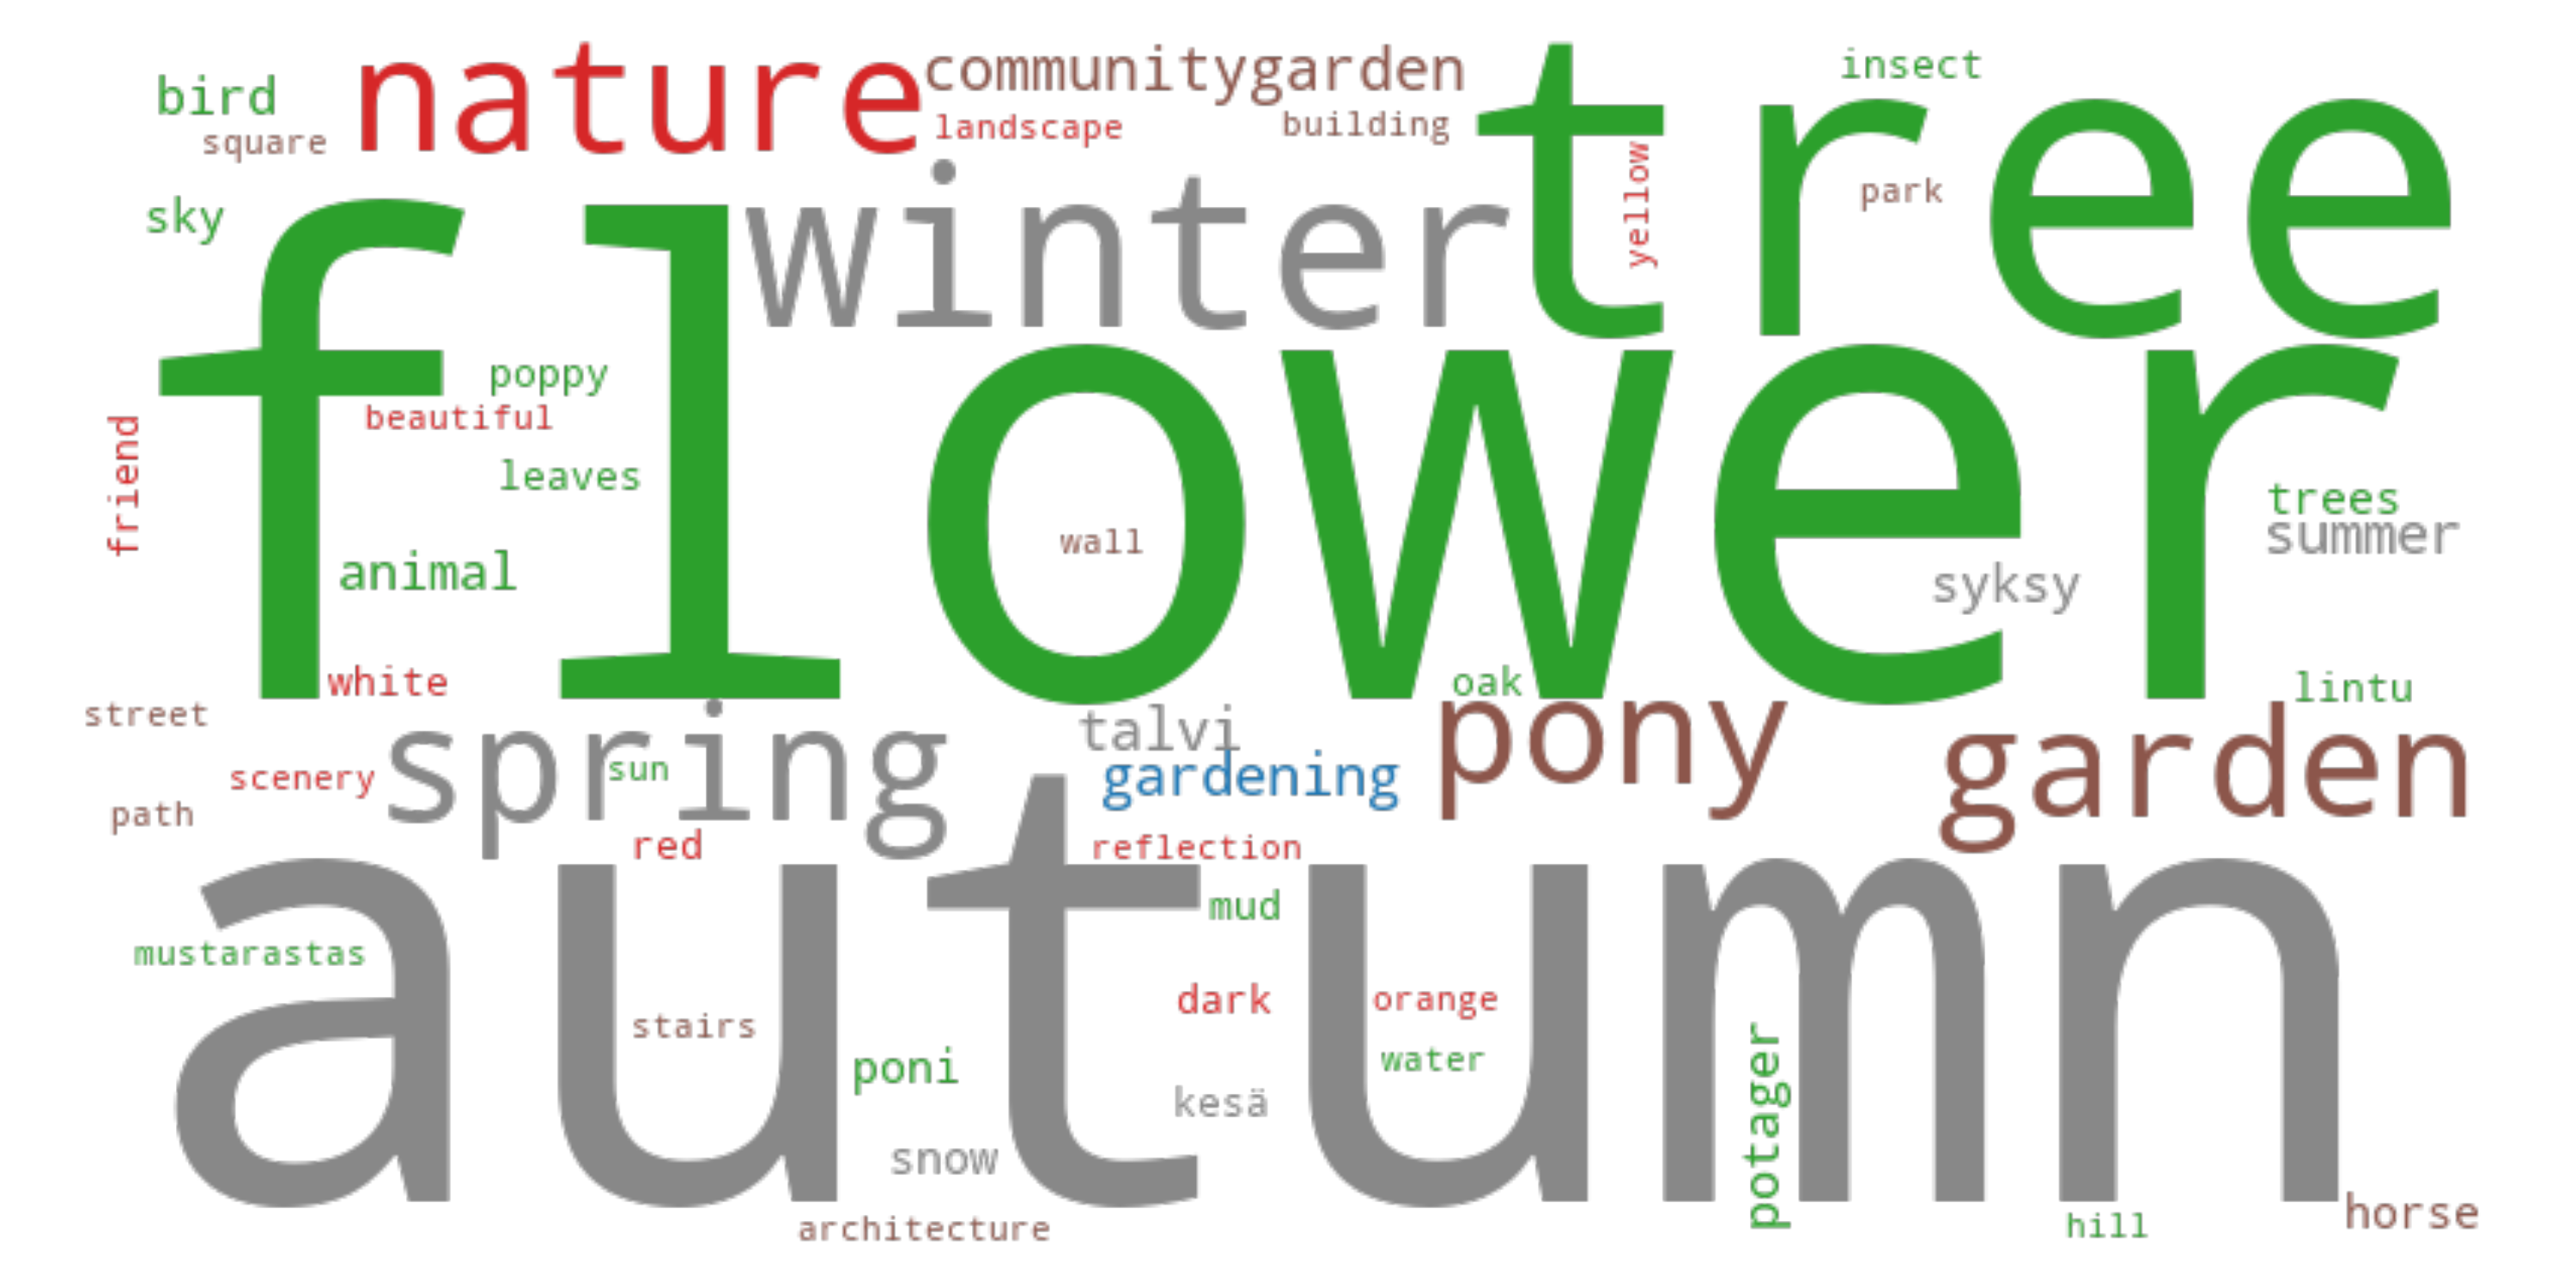 nature
communitygarden
tree
insect
bird
square
landscape
building
yellow
park
sky
winter
flower
poppy
beautiful
friend
leaves
wall
trees
summer
animal
syksy
white
oak
lintu
street
spring
talvi
pony
garden
sun
scenery
gardening
path
red
reflection
autumn
mud
mustarastas
dark
orange
stairs
water
poni
kesä
potager
snow
horse
architecture
hill